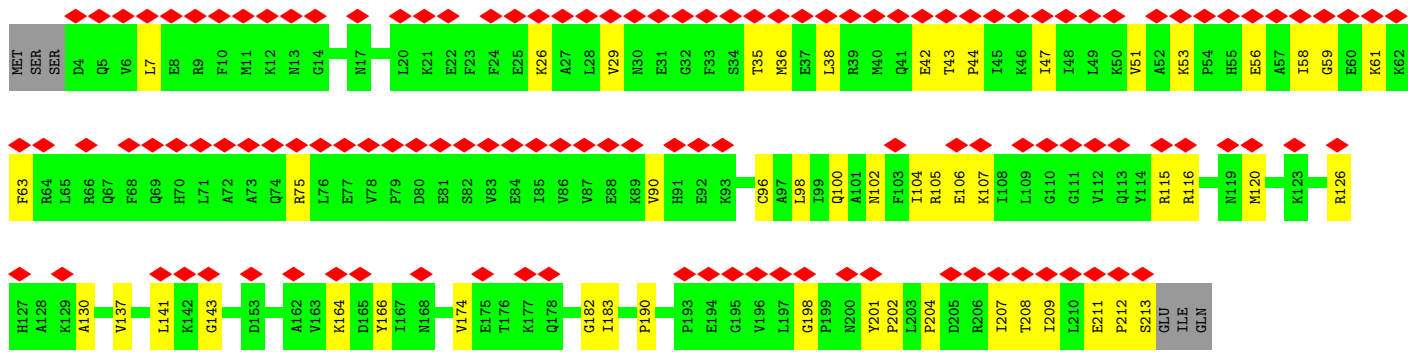 MET SER SER D4 Q5 V6 L7 E8 R9 F10 M11 K12 N13 G14 N17 L20 K21 E22 F23 F24 E25 K26 A27 L28 V29 N30 E31 G32 F33 S34 T35 M36 E37 L38 R39 M40 Q41 E42 T43 P44 I45 K46 I47 I48 L49 K50 V51 A52 K53 P54 H55 E56 A57 I58 G59 E60 K61 K62
F63 R64 L65 R66 Q67 F68 Q69 H70 L71 A72 A73 Q74 R75 L76 E77 V78 P79 D80 E81 S82 V83 E84 I85 V86 V87 E88 K89 V90 H91 E92 K93 C96 A97 L98 I99 Q100 A101 N102 F103 I104 R105 E106 K107 I108 L109 G110 G111 V112 Q113 Y114 R115 R116 N119 M120 K123 R126
H127 A128 K129 A130 V137 L141 K142 G143 D153 A162 V163 K164 D165 Y166 I167 N168 V174 E175 T176 K177 Q178 G182 I183 P190 P193 E194 G195 V196 L197 G198 P199 N200 Y201 P202 L203 P204 D205 R206 I207 T208 I209 L210 E211 P212 S213 GLU ILE GLN